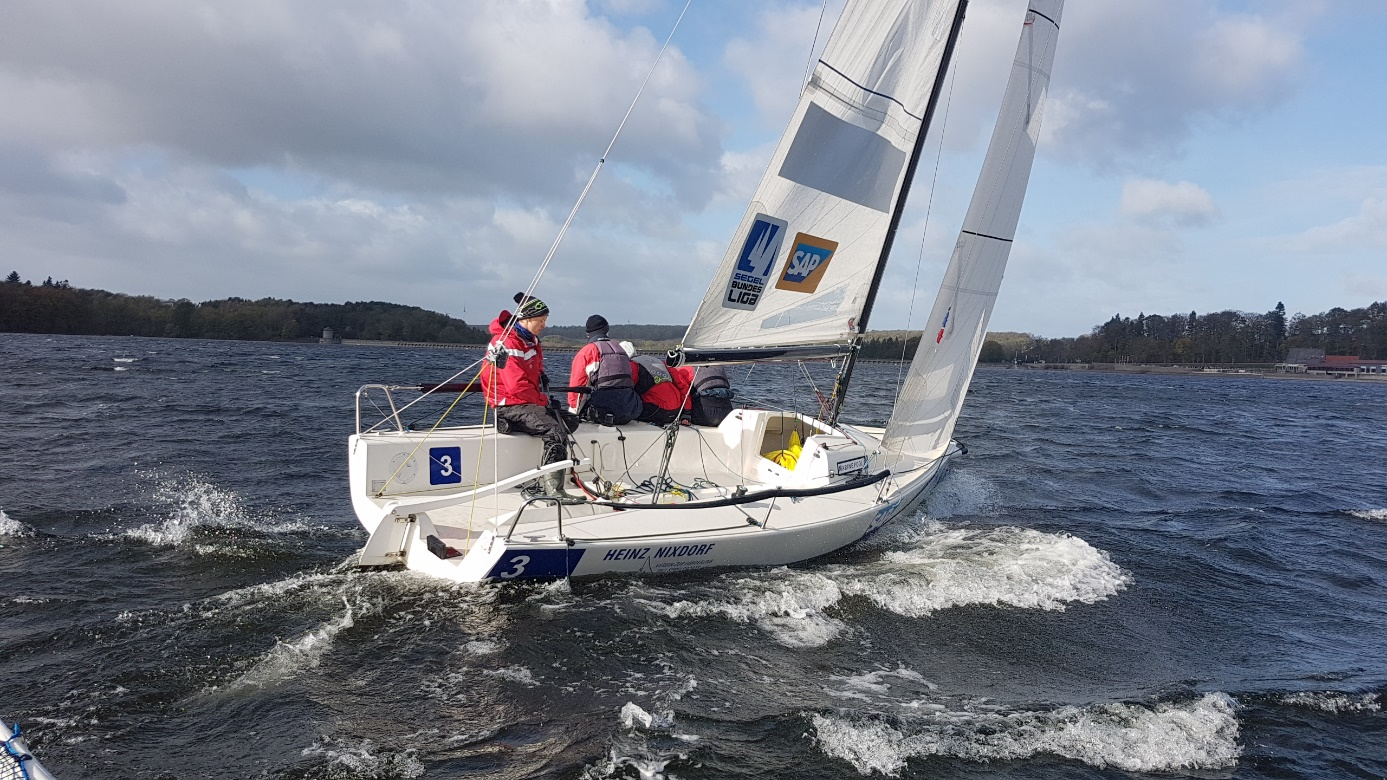 SEGEL
BUNDES
LIGA
SAP
3
3
HEINZ NIXDORF